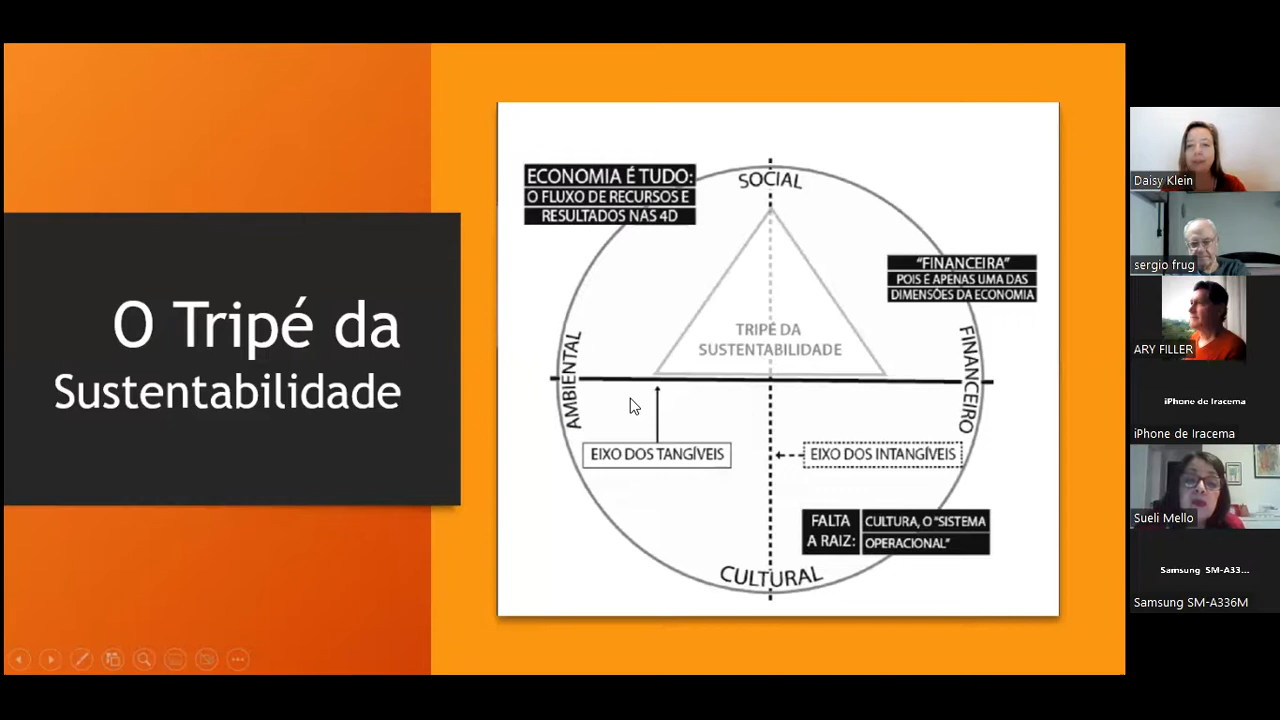 O Tripé da
Sustentabilidade
ECONOMIA É TUDO:
O FLUXO DE RECURSOS E
RESULTADOS NAS 4D
SOCIAL
"FINANCEIRA"
POIS É APENAS UMA DAS
DIMENSÕES DA ECONOMIA
TRIPÉ DA
SUSTENTABILIDADE
AMBIENTAL
FINANCEIRO
EIXO DOS TANGÍVEIS
EIXO DOS INTANGÍVEIS
FALTA
A RAIZ:
CULTURA, O "SISTEMA
OPERACIONAL"
CULTURAL
Daisy Klein
sergio frug
ARY FILLER
iPhone de Iracema
iPhone de Iracema
Sueli Mello
Samsung SM-A33...
Samsung SM-A336M